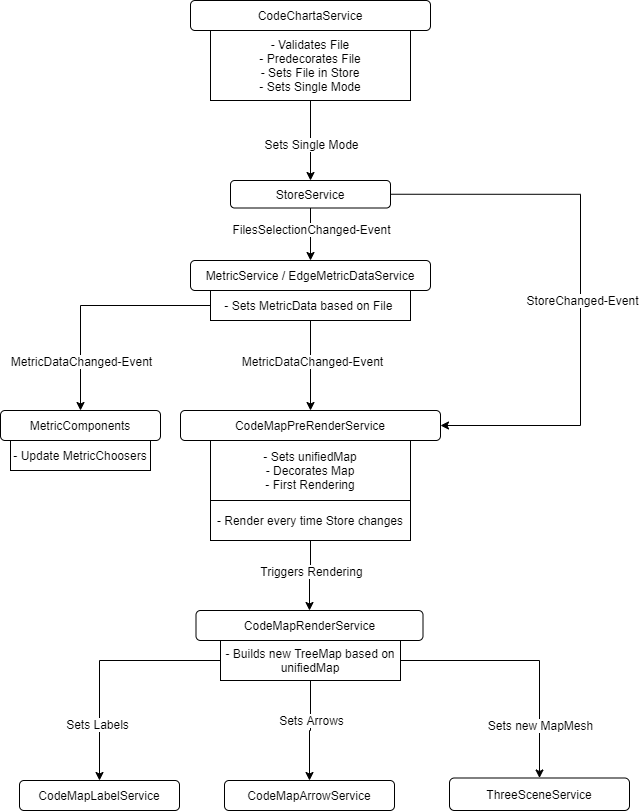 CodeChartaService
- Validates File
- Predecorates File
- Sets File in Store
- Sets Single Mode
Sets Single Mode
StoreService
FilesSelectionChanged-Event
MetricService / EdgeMetricDataService
- Sets MetricData based on File
StoreChanged-Event
MetricDataChanged-Event
MetricDataChanged-Event
MetricComponents
- Update MetricChoosers
CodeMapPreRenderService
- Sets unifiedMap
- Decorates Map
- First Rendering
- Render every time Store changes
Triggers Rendering
CodeMapRenderService
- Builds new TreeMap based on
unifiedMap
Sets Labels
Sets Arrows
Sets new MapMesh
CodeMapLabelService
CodeMapArrowService
ThreeSceneService